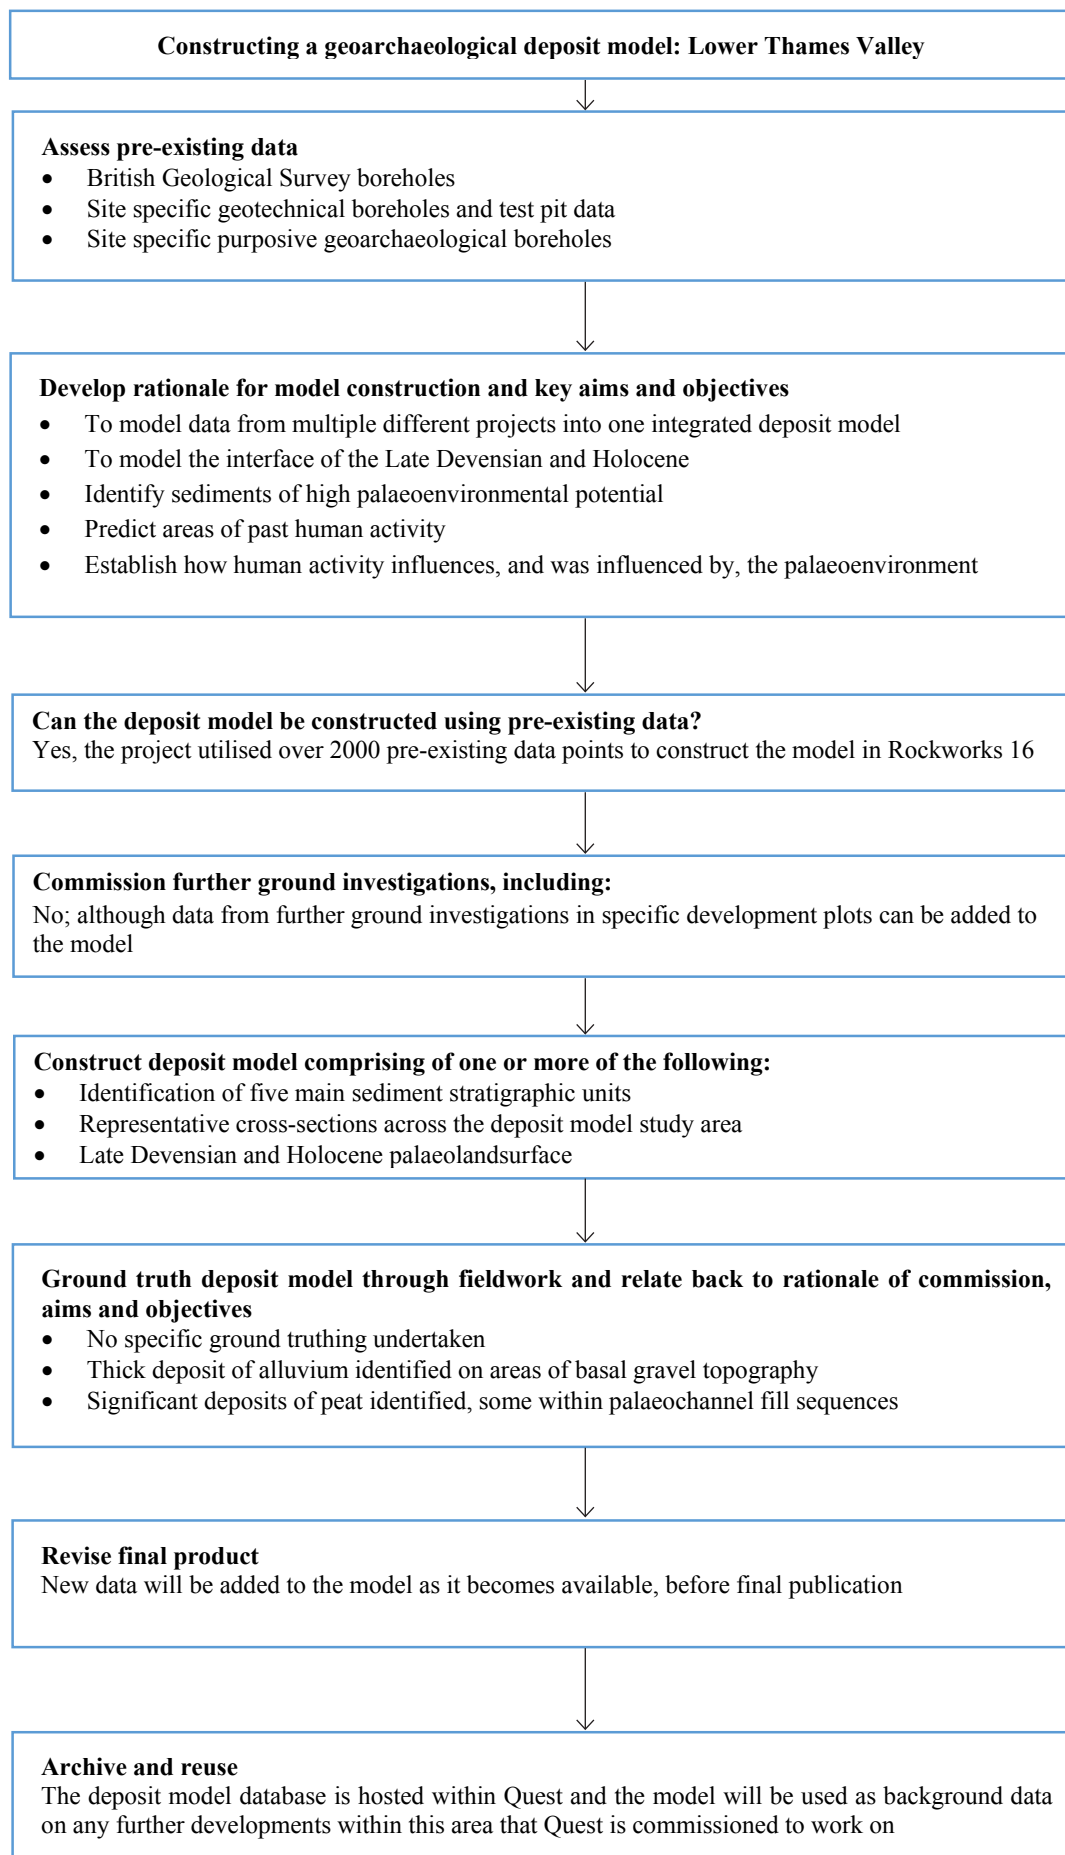 Constructing a geoarchaeological deposit model: Lower Thames Valley
Assess pre-existing data
• British Geological Survey boreholes
• Site specific geotechnical boreholes and test pit data
• Site specific purposive geoarchaeological boreholes
Develop rationale for model construction and key aims and objectives
• To model data from multiple different projects into one integrated deposit model
• To model the interface of the Late Devensian and Holocene
• Identify sediments of high palaeoenvironmental potential
• Predict areas of past human activity
• Establish how human activity influences, and was influenced by, the palaeoenvironment
Can the deposit model be constructed using pre-existing data?
Yes, the project utilised over 2000 pre-existing data points to construct the model in Rockworks 16
Commission further ground investigations, including:
No; although data from further ground investigations in specific development plots can be added to
the model
Construct deposit model comprising of one or more of the following:
• Identification of five main sediment stratigraphic units
• Representative cross-sections across the deposit model study area
• Late Devensian and Holocene palaeolandsurface
Ground truth deposit model through fieldwork and relate back to rationale of commission,
aims and objectives
• No specific ground truthing undertaken
• Thick deposit of alluvium identified on areas of basal gravel topography
• Significant deposits of peat identified, some within palaeochannel fill sequences
Revise final product
New data will be added to the model as it becomes available, before final publication
Archive and reuse
The deposit model database is hosted within Quest and the model will be used as background data
on any further developments within this area that Quest is commissioned to work on